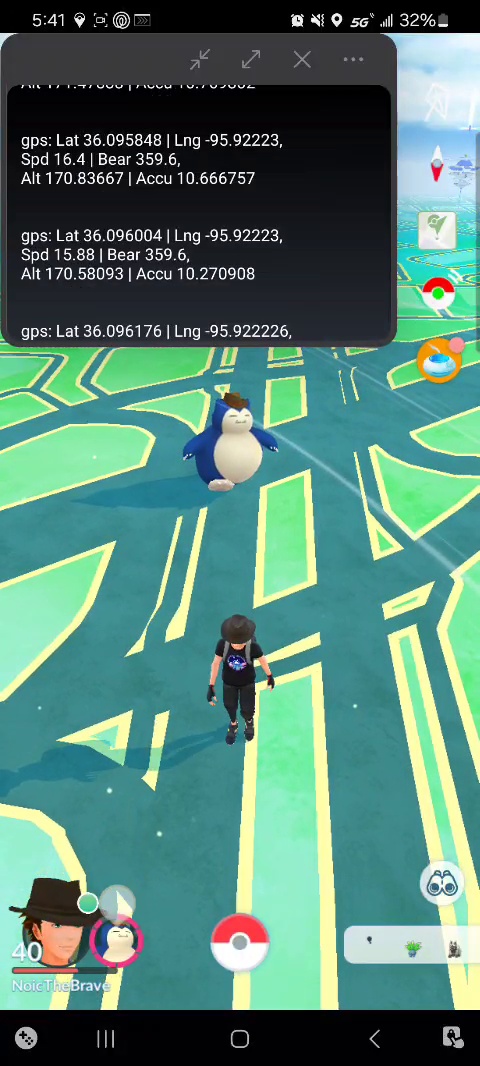 5:41
5G
32%
gps: Lat 36.095848 | Lng -95.92223,
Spd 16.4 | Bear 359.6,
Alt 170.83667 | Accu 10.666757
gps: Lat 36.096004 | Lng -95.92223,
Spd 15.88 | Bear 359.6,
Alt 170.58093 | Accu 10.270908
gps: Lat 36.096176 | Lng -95.922226,
40
NoicTheBrave